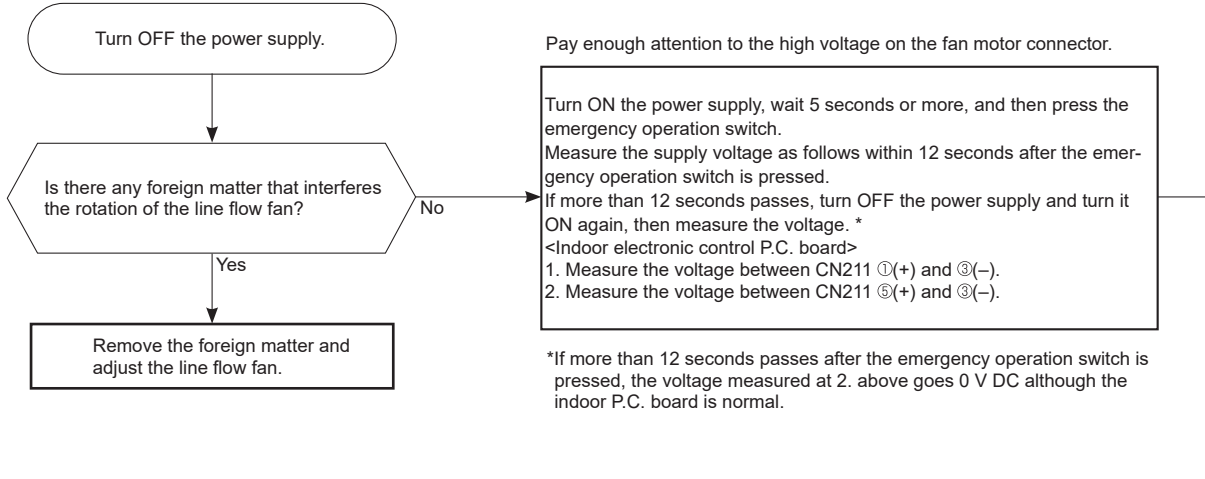 Turn OFF the power supply.
Is there any foreign matter that interferes
the rotation of the line flow fan?
No
Yes
Remove the foreign matter and
adjust the line flow fan.
Pay enough attention to the high voltage on the fan motor connector.
Turn ON the power supply, wait 5 seconds or more, and then press the
emergency operation switch.
Measure the supply voltage as follows within 12 seconds after the emer-
gency operation switch is pressed.
If more than 12 seconds passes, turn OFF the power supply and turn it
ON again, then measure the voltage. *
<Indoor electronic control P.C. board>
1. Measure the voltage between CN211 ①(+) and ③(–).
2. Measure the voltage between CN211 ⑤(+) and ③(–).
*If more than 12 seconds passes after the emergency operation switch is
pressed, the voltage measured at 2. above goes 0 V DC although the
indoor P.C. board is normal.